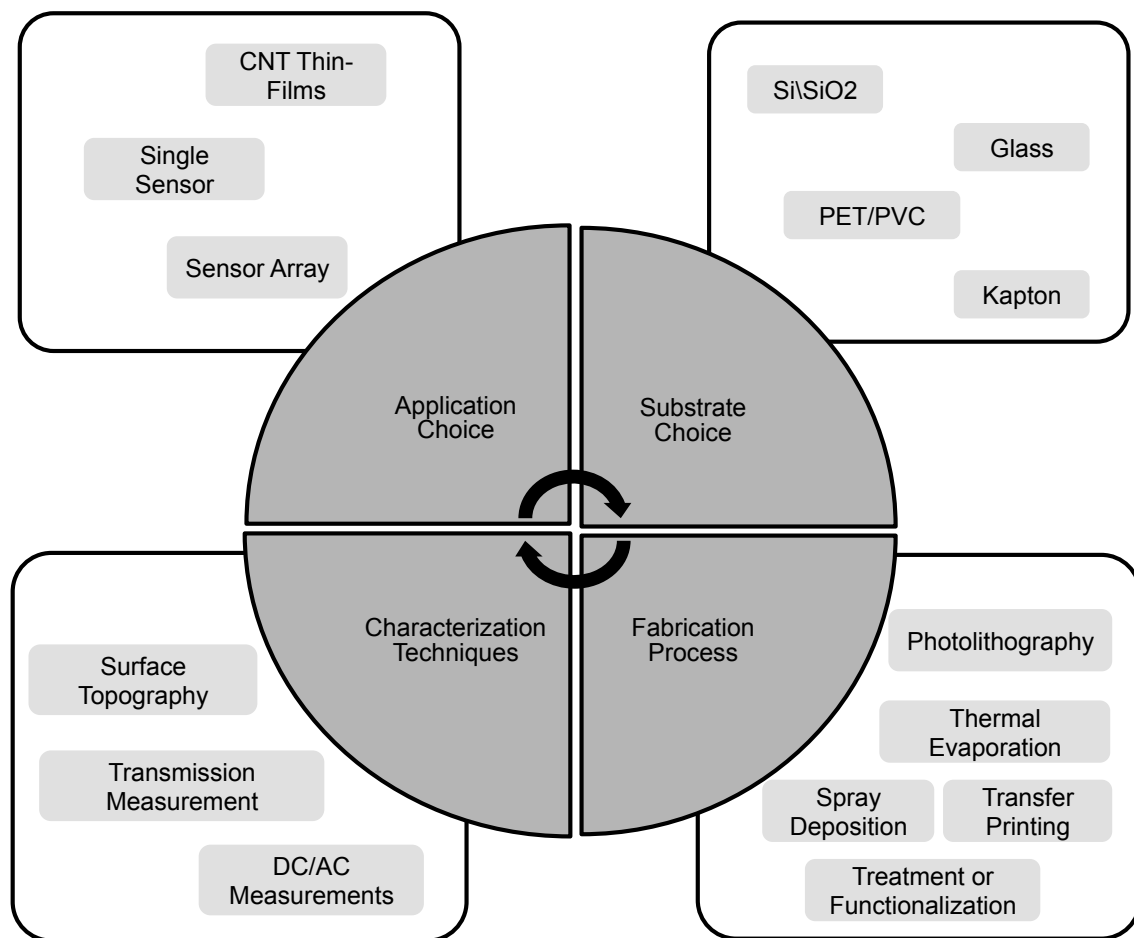 CNT Thin-
Films
Single
Sensor
Sensor Array
Si\SiO2
Glass
PET/PVC
Kapton
Application
Choice
Substrate
Choice
Characterization
Techniques
Fabrication
Process
Surface
Topography
Transmission
Measurement
DC/AC
Measurements
Photolithography
Thermal
Evaporation
Spray
Deposition
Transfer
Printing
Treatment or
Functionalization